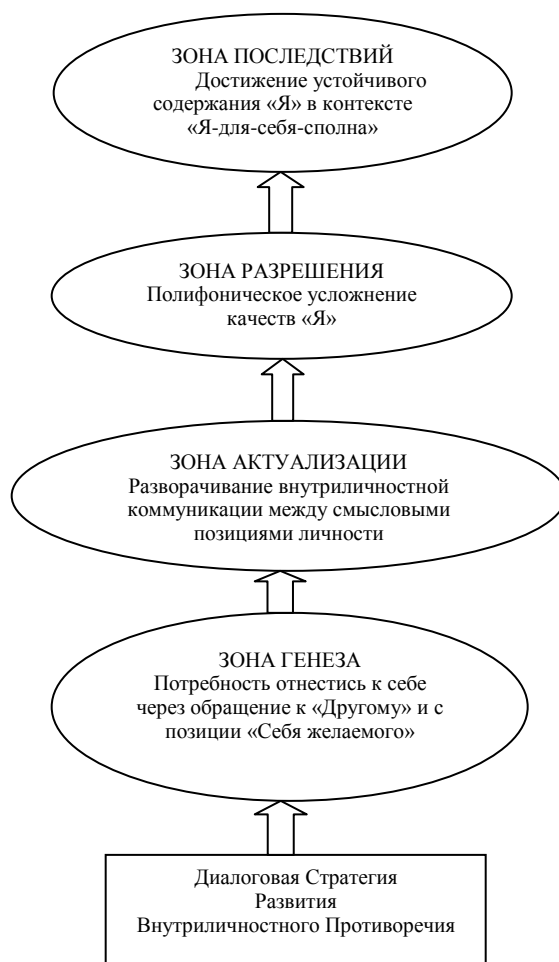 ЗОНА ПОСЛЕДСТВИЙ
Достижение устойчивого
содержания «Я» в контексте
«Я-для-себя-сполна»
ЗОНА РАЗРЕШЕНИЯ
Полифоническое усложнение
качеств «Я»
ЗОНА АКТУАЛИЗАЦИИ
Разворачивание внутриличностной
коммуникации между смысловыми
позициями личности
ЗОНА ГЕНЕЗА
Потребность отнестись к себе
через обращение к «Другому» и с
позиции «Себя желаемого»
Диалоговая Стратегия
Развития
Внутриличностного Противоречия